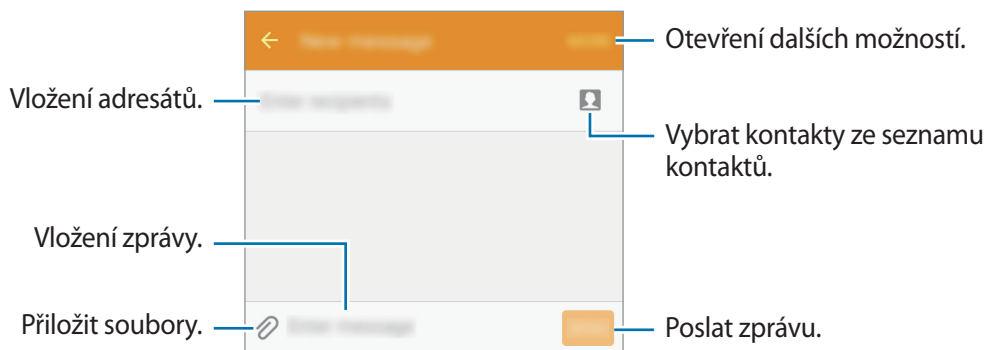 Otevření dalších možností.
Vložení adresátů.
Vybrat kontakty ze seznamu
kontaktů.
Vložení zprávy.
Přiložit soubory.
Poslat zprávu.